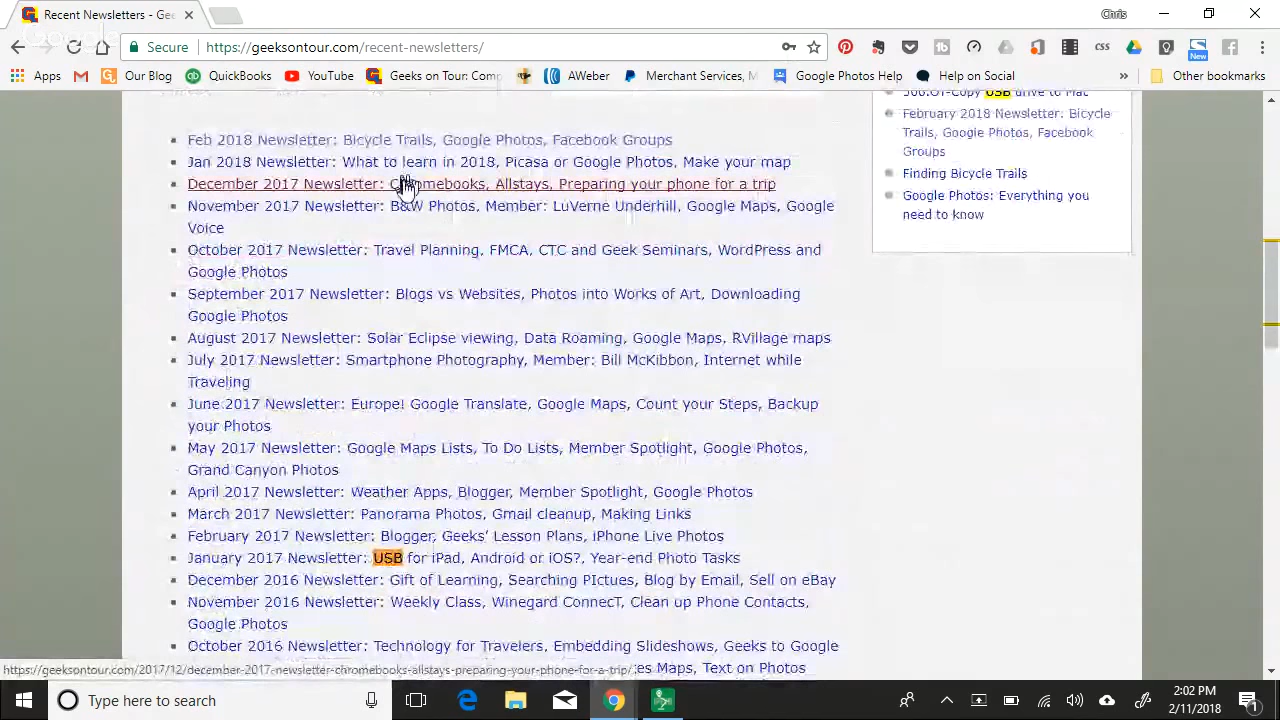 Recent Newsletters - Gee
Chris
Google
Secure
https://geeksontour.com/recent-newsletters/
New
Apps
Our Blog
QuickBooks
YouTube
Geeks on Tour: Comp
AWeber
Merchant Services, M
Google Photos Help
Help on Social
»
Other bookmarks
Feb 2018 Newsletter: Bicycle Trails, Google Photos, Facebook Groups
Jan 2018 Newsletter: What to learn in 2018, Picasa or Google Photos, Make your map
December 2017 Newsletter: Chromebooks, Allstays, Preparing your phone for a trip
November 2017 Newsletter: B&W Photos, Member: LuVerne Underhill, Google Maps, Google
Voice
October 2017 Newsletter: Travel Planning, FMCA, CTC and Geek Seminars, WordPress and
Google Photos
September 2017 Newsletter: Blogs vs Websites, Photos into Works of Art, Downloading
Google Photos
August 2017 Newsletter: Solar Eclipse viewing, Data Roaming, Google Maps, RVillage maps
July 2017 Newsletter: Smartphone Photography, Member: Bill McKibbon, Internet while
Traveling
June 2017 Newsletter: Europe! Google Translate, Google Maps, Count your Steps, Backup
your Photos
May 2017 Newsletter: Google Maps Lists, To Do Lists, Member Spotlight, Google Photos,
Grand Canyon Photos
April 2017 Newsletter: Weather Apps, Blogger, Member Spotlight, Google Photos
March 2017 Newsletter: Panorama Photos, Gmail cleanup, Making Links
February 2017 Newsletter: Blogger, Geeks' Lesson Plans, iPhone Live Photos
January 2017 Newsletter: USB for iPad, Android or iOS?, Year-end Photo Tasks
December 2016 Newsletter: Gift of Learning, Searching PIctures, Blog by Email, Sell on eBay
November 2016 Newsletter: Weekly Class, Winegard ConnecT, Clean up Phone Contacts,
Google Photos
October 2016 Newsletter: Technology for Travelers, Embedding Slideshows, Geeks to Google
es Maps, Text on Photos
566.GT-Copy USB drive to Mac
February 2018 Newsletter: Bicycle
Trails, Google Photos, Facebook
Groups
Finding Bicycle Trails
Google Photos: Everything you
need to know
https://geeksontour.com/2017/12/december-2017-newsletter-chromebooks-allstays-preparing-your-phone-for-a-trip/
Type here to search
2:02 PM
2/11/2018
1